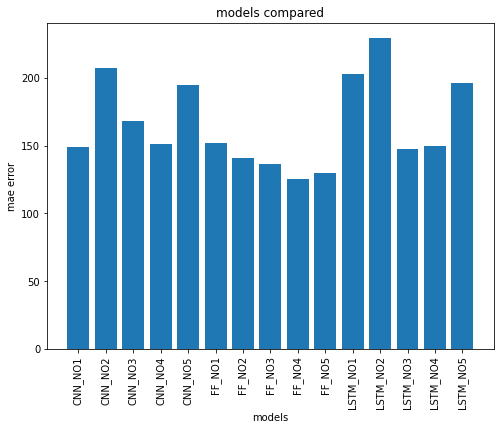 models compared
mae error
200
150
100
50
0
CNN_NO1
CNN_NO2
CNN_NO3
CNN_NO4
CNN_NO5
FF_NO1
FF_NO2
FF_NO3
FF_NO4
FF_NO5
LSTM_NO1
LSTM_NO2
LSTM_NO3
LSTM_NO4
LSTM_NO5
models